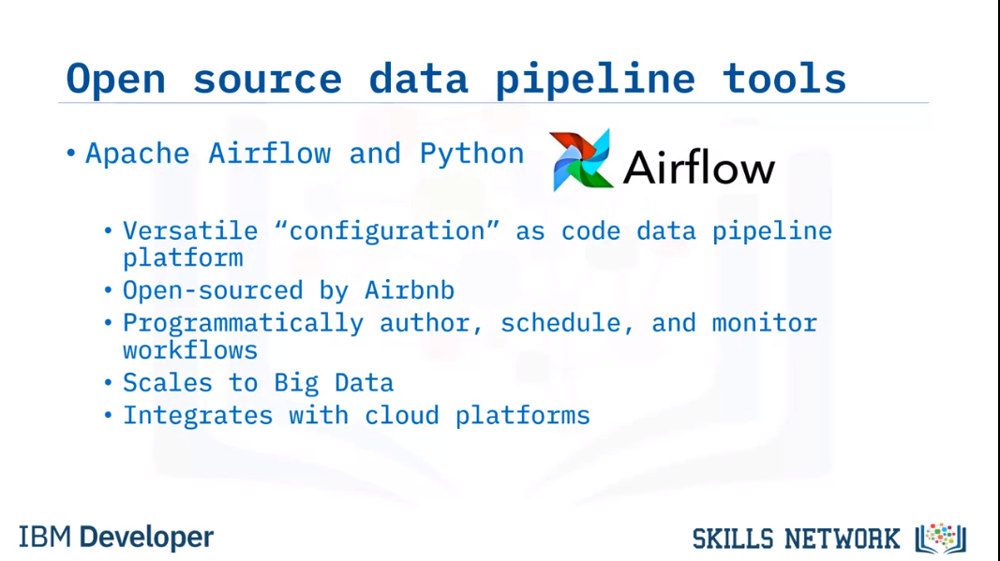 Open source data pipeline tools
• Apache Airflow and Python
Airflow
• Versatile “configuration” as code data pipeline
platform
• Open-sourced by Airbnb
• Programmatically author, schedule, and monitor
workflows
• Scales to Big Data
• Integrates with cloud platforms
IBM Developer
SKILLS NETWORK